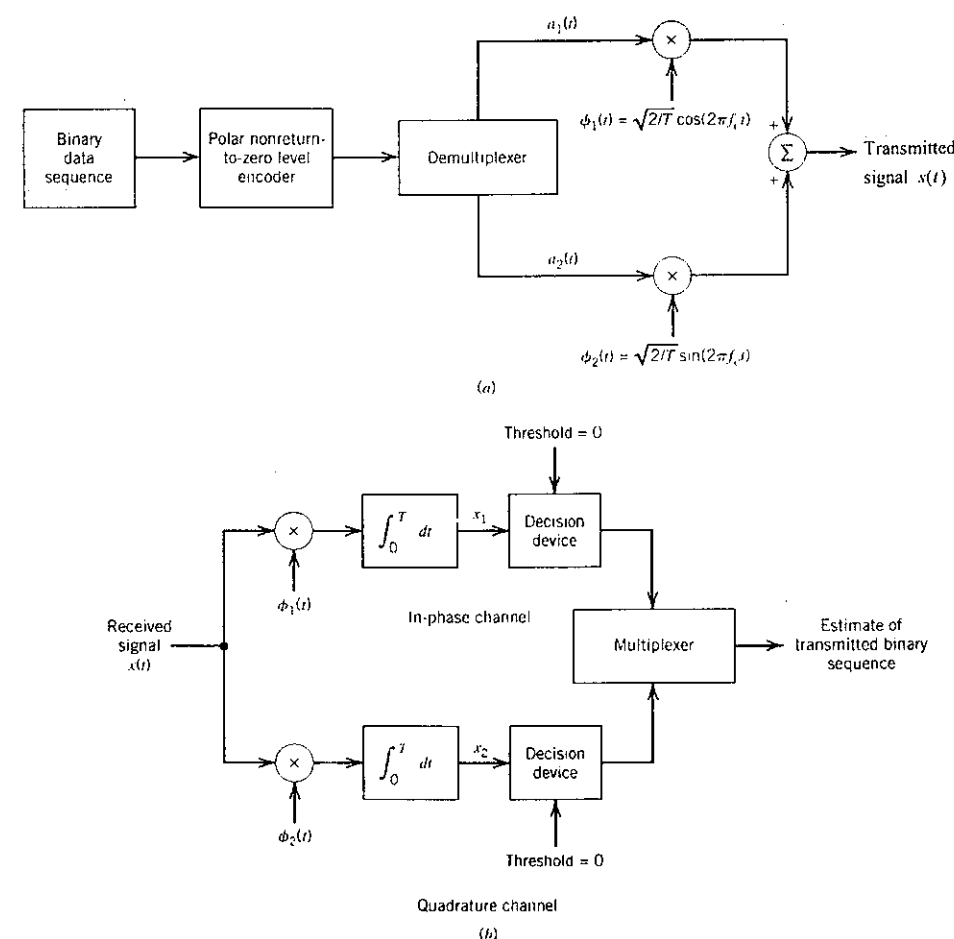 a₁(t)
×
Binary
data
sequence
Polar nonreturn-
to-zero level
encoder
Demultiplexer
ϕ₁(t) = √2/T cos(2πf_c t)
+
Σ
+
Transmitted
signal s(t)
a₂(t)
×
ϕ₂(t) = √2/T sin(2πf_c t)
(a)
Threshold = 0
×
∫₀ᵀ dt
x₁
Decision
device
ϕ₁(t)
In-phase channel
Received
signal
x(t)
Multiplexer
Estimate of
transmitted binary
sequence
×
∫₀ᵀ dt
x₂
Decision
device
ϕ₂(t)
Threshold = 0
Quadrature channel
(b)